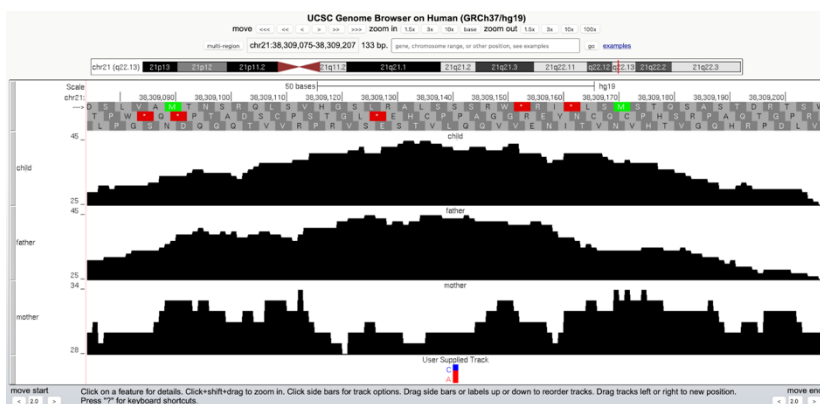 UCSC Genome Browser on Human (GRCh37/hg19)
move <<< << < > >> >>> zoom in 1.5x 3x 10x base zoom out 1.5x 3x 10x 100x
multi-region chr21:38,309,075-38,309,207 133 bp. gene, chromosome range, or other position, see examples go examples
chr21 (q22.13) 21p13 21p12 21p11.2 21q11.2 21q21.1 21q21.2 21q21.3 21q22.11 q22.12 q22.13 21q22.2 21q22.3
Scale 50 bases hg19
chr21: 38,309,090 38,309,100 38,309,110 38,309,120 38,309,130 38,309,140 38,309,150 38,309,160 38,309,170 38,309,180 38,309,190 38,309,200
--->
child
45
child
25
father
45
father
25
mother
34
mother
28
User Supplied Track
C
A
move start Click on a feature for details. Click+shift+drag to zoom in. Click side bars for track options. Drag side bars or labels up or down to reorder tracks. Drag tracks left or right to new position. move end
< 2.0 > Press "?" for keyboard shortcuts. < 2.0 >